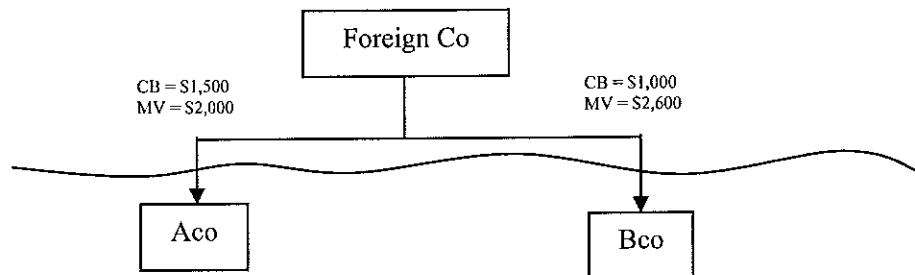 Foreign Co
CB = $1,500
MV = $2,000
CB = $1,000
MV = $2,600
Aco
Bco